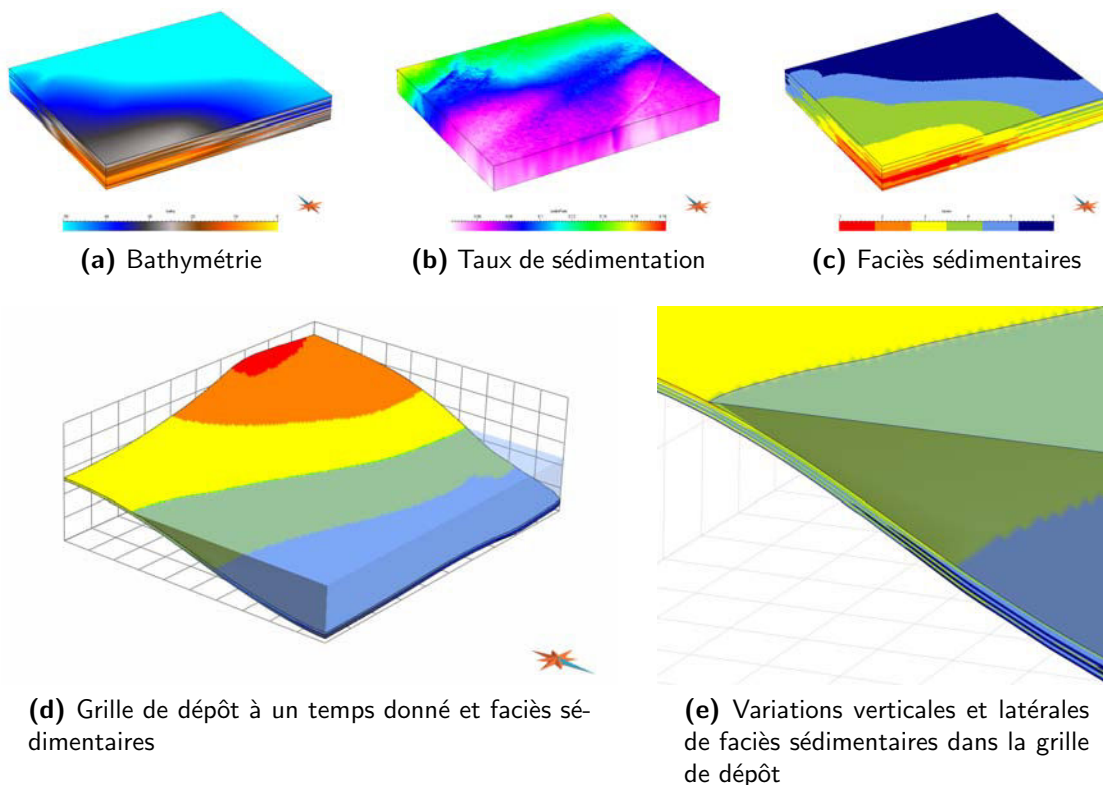 (a) Bathymétrie
(b) Taux de sédimentation
(c) Faciès sédimentaires
(d) Grille de dépôt à un temps donné et faciès sé-
dimentaires
(e) Variations verticales et latérales
de faciès sédimentaires dans la grille
de dépôt